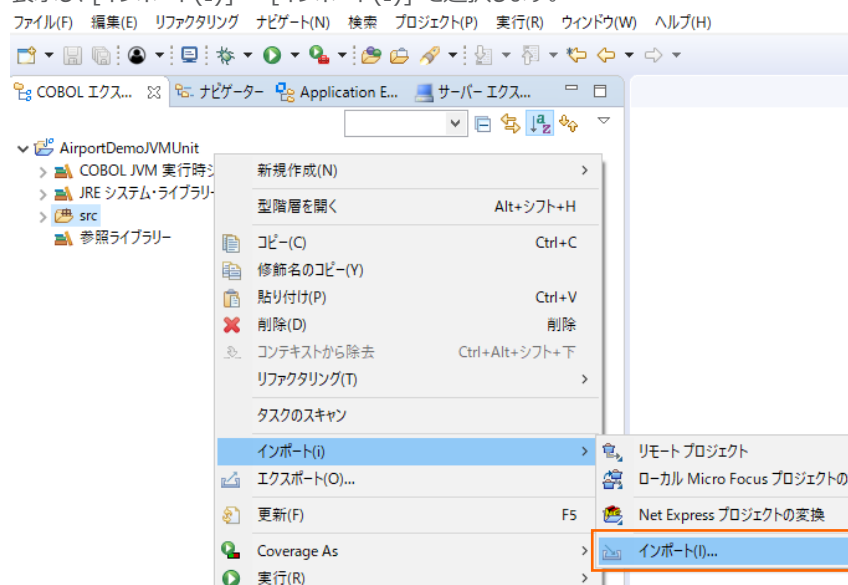 ファイル(F) 編集(E) リファクタリング ナビゲート(N) 検索 プロジェクト(P) 実行(R) ウィンドウ(W) ヘルプ(H)
COBOL エクス... ナビゲーター Application E... サーバー エクス...
AirportDemoJVMUnit
COBOL JVM 実行時
JRE システム・ライブラリー
src
参照ライブラリー
新規作成(N)
型階層を開く Alt+シフト+H
コピー(C) Ctrl+C
修飾名のコピー(Y)
貼り付け(P) Ctrl+V
削除(D) 削除
コンテキストから除去 Ctrl+Alt+シフト+下
リファクタリング(T)
タスクのスキャン
インポート(i)
エクスポート(O)...
更新(F) F5
Coverage As
実行(R)
リモート プロジェクト
ローカル Micro Focus プロジェクトの
Net Express プロジェクトの変換
インポート(I)...